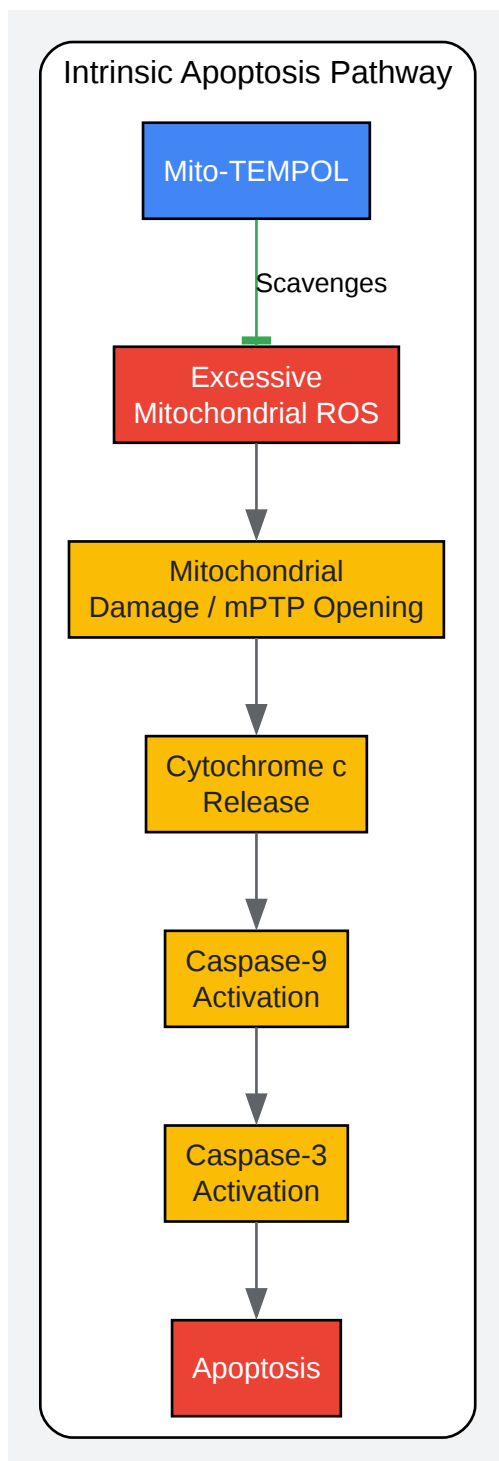 Intrinsic Apoptosis Pathway
Mito-TEMPOL
Scavenges
Excessive
Mitochondrial ROS
Mitochondrial
Damage / mPTP Opening
Cytochrome c
Release
Caspase-9
Activation
Caspase-3
Activation
Apoptosis